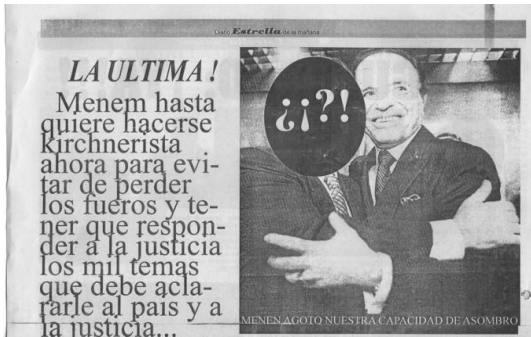 Diario Estrella de la mañana
LA ULTIMA !
Menem hasta
quiere hacerse
kirchnerista
ahora para evi-
tar de perder
los fueros y te-
ner que respon-
der a la justicia
los mil temas
que debe acla-
rarle al país y a
la justicia...
¿¡?!
MENEN AGOTO NUESTRA CAPACIDAD DE ASOMBRO